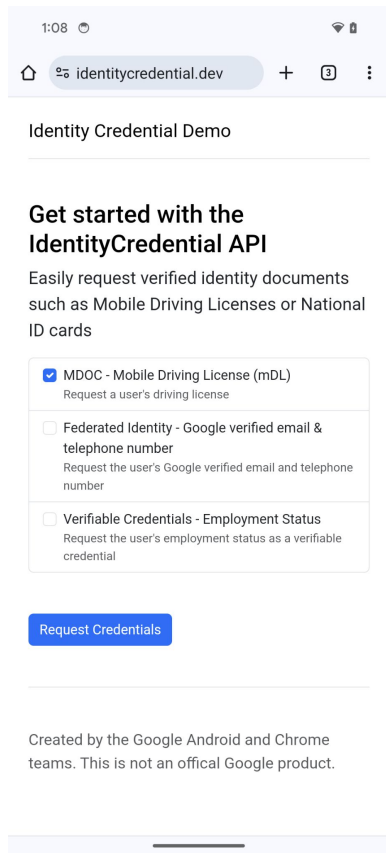 1:08
identitycredential.dev
3
Identity Credential Demo
Get started with the
IdentityCredential API
Easily request verified identity documents
such as Mobile Driving Licenses or National
ID cards
MDOC - Mobile Driving License (mDL)
Request a user's driving license
Federated Identity - Google verified email &
telephone number
Request the user's Google verified email and telephone
number
Verifiable Credentials - Employment Status
Request the user's employment status as a verifiable
credential
Request Credentials
Created by the Google Android and Chrome
teams. This is not an offical Google product.